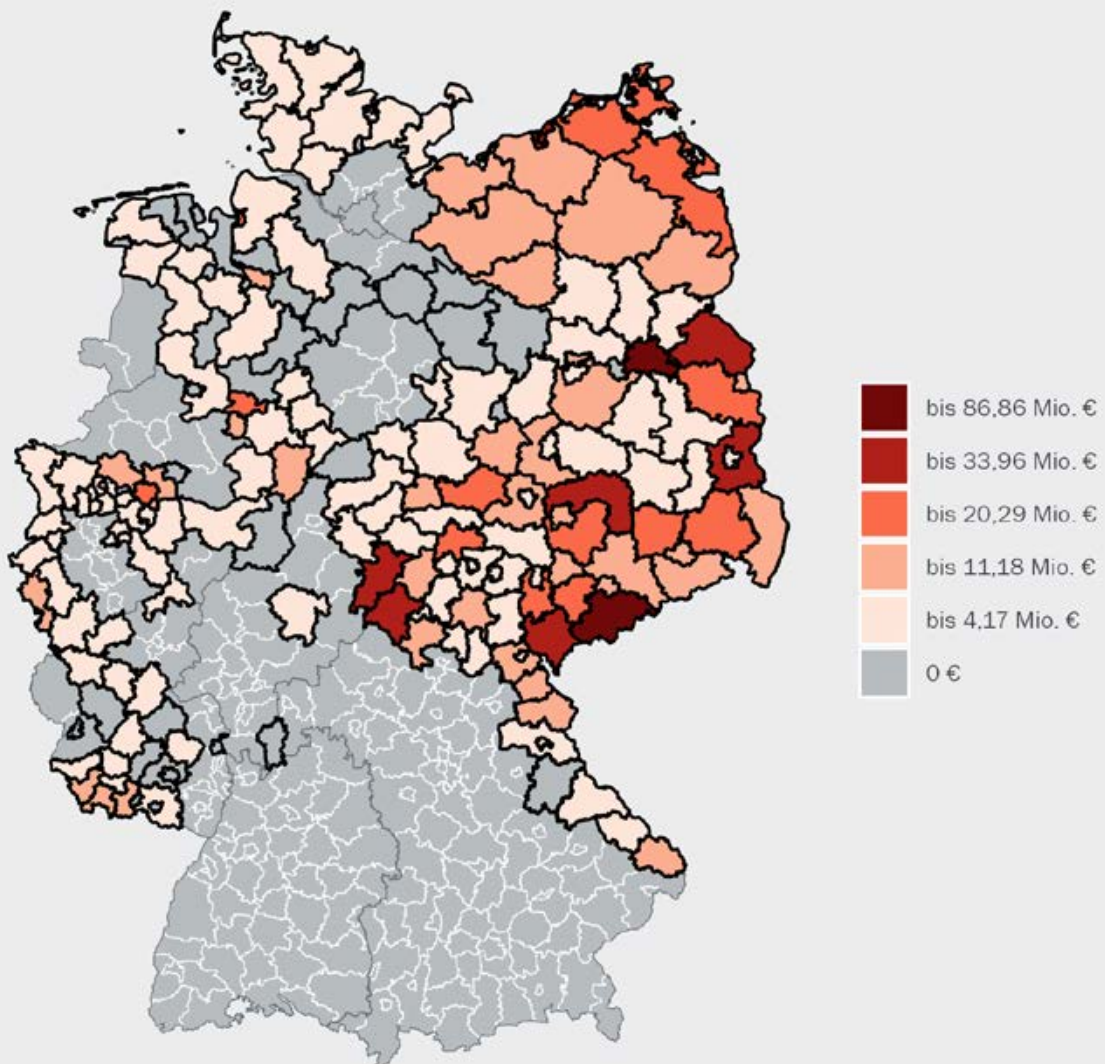 bis 86,86 Mio. €
bis 33,96 Mio. €
bis 20,29 Mio. €
bis 11,18 Mio. €
bis 4,17 Mio. €
0 €